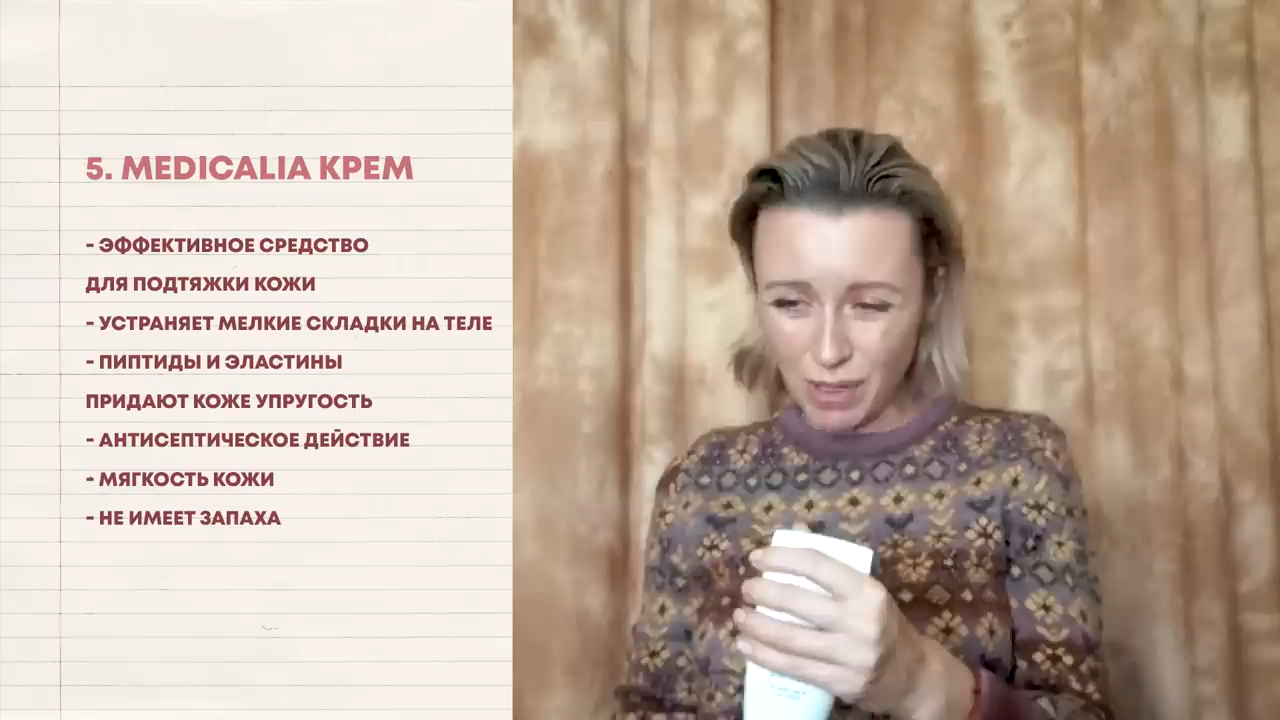 5. MEDICALIA КРЕМ
- ЭФФЕКТИВНОЕ СРЕДСТВО
ДЛЯ ПОДТЯЖКИ КОЖИ
- УСТРАНЯЕТ МЕЛКИЕ СКЛАДКИ НА ТЕЛЕ
- ПИПТИДЫ И ЭЛАСТИНЫ
ПРИДАЮТ КОЖЕ УПРУГОСТЬ
- АНТИСЕПТИЧЕСКОЕ ДЕЙСТВИЕ
- МЯГКОСТЬ КОЖИ
- НЕ ИМЕЕТ ЗАПАХА